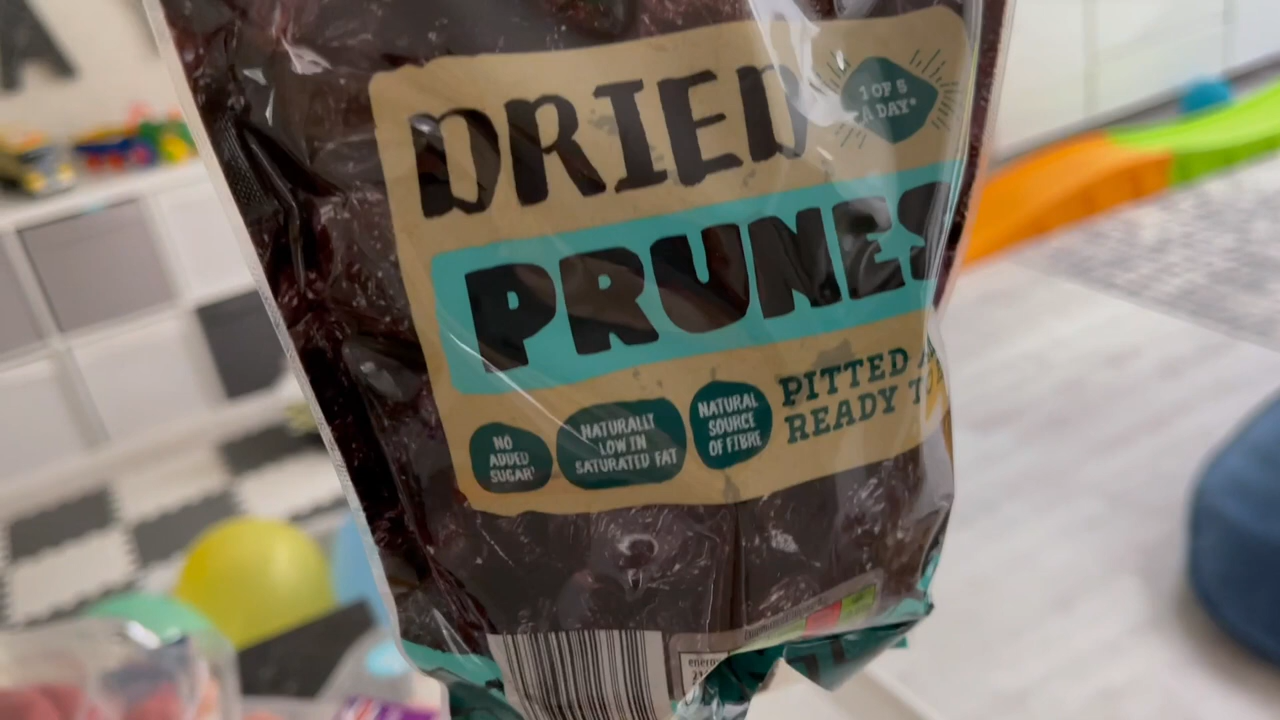 DRIED
1 OF 5
A DAY*
PRUNES
NO
ADDED
SUGAR
NATURALLY
LOW IN
SATURATED FAT
NATURAL
SOURCE
OF FIBRE
PITTED
READY